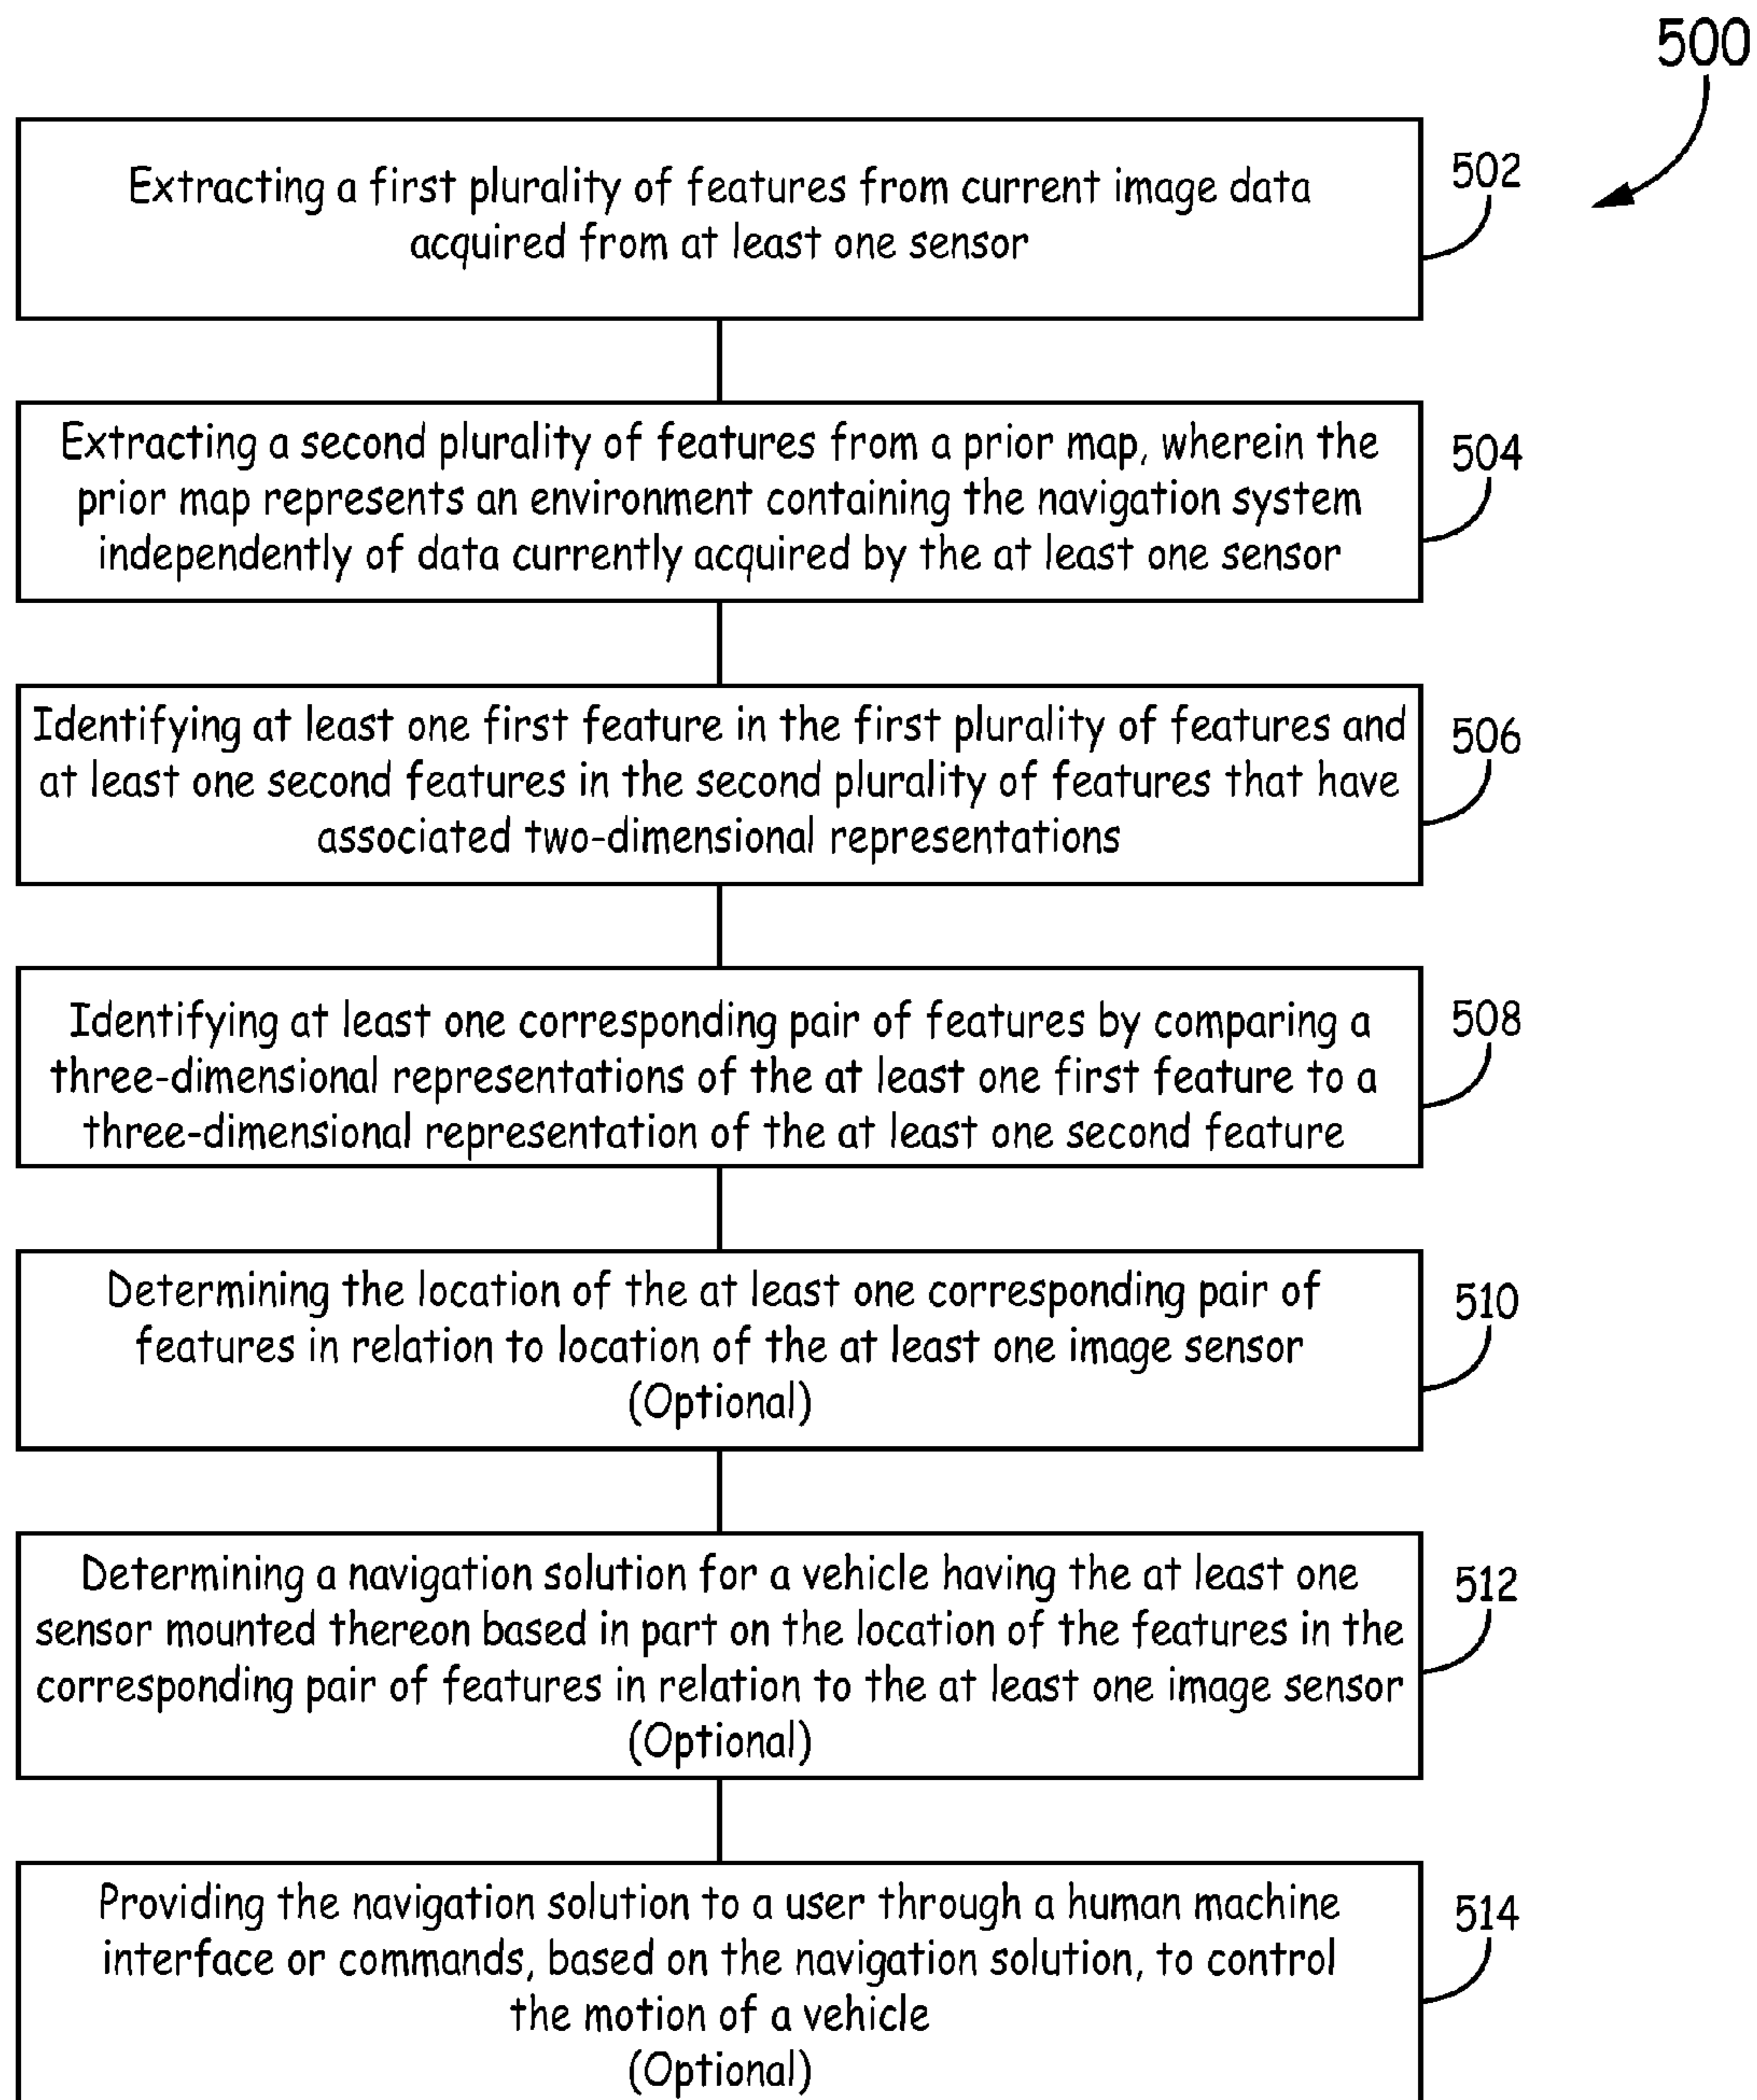 500
Extracting a first plurality of features from current image data
acquired from at least one sensor
502
Extracting a second plurality of features from a prior map, wherein the
prior map represents an environment containing the navigation system
independently of data currently acquired by the at least one sensor
504
Identifying at least one first feature in the first plurality of features and
at least one second features in the second plurality of features that have
associated two-dimensional representations
506
Identifying at least one corresponding pair of features by comparing a
three-dimensional representations of the at least one first feature to a
three-dimensional representation of the at least one second feature
508
Determining the location of the at least one corresponding pair of
features in relation to location of the at least one image sensor
(Optional)
510
Determining a navigation solution for a vehicle having the at least one
sensor mounted thereon based in part on the location of the features in the
corresponding pair of features in relation to the at least one image sensor
(Optional)
512
Providing the navigation solution to a user through a human machine
interface or commands, based on the navigation solution, to control
the motion of a vehicle
(Optional)
514